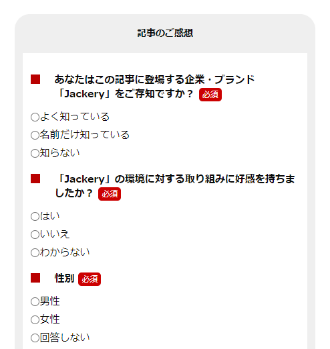 記事のご感想
■ あなたはこの記事に登場する企業・ブランド
「Jackery」をご存知ですか？ 必須
○よく知っている
○名前だけ知っている
○知らない
■ 「Jackery」の環境に対する取り組みに好感を持ちま
したか？ 必須
○はい
○いいえ
○わからない
■ 性別 必須
○男性
○女性
○回答しない